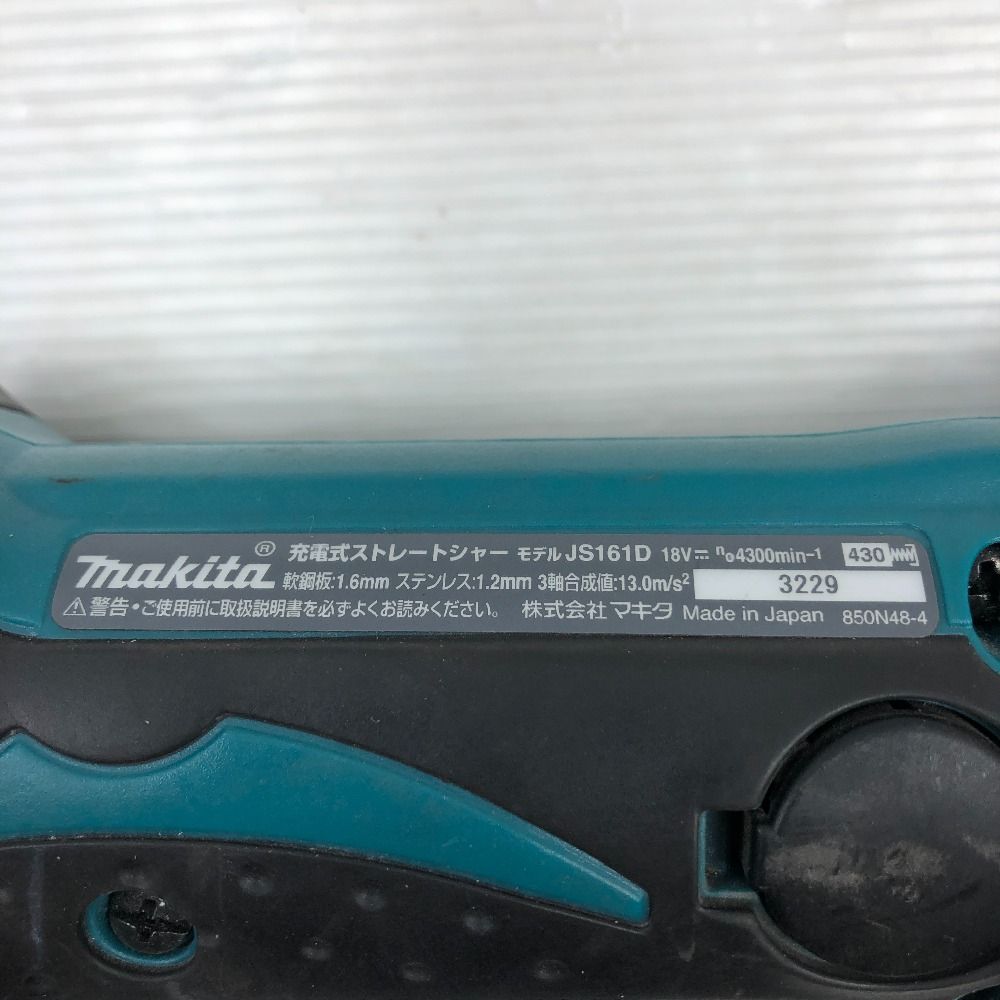 makita® 充電式ストレートシャー モデル JS161D 18V⎓ n₀4300min-1 430
軟鋼板:1.6mm ステンレス:1.2mm 3軸合成値:13.0m/s² 3229
⚠警告・ご使用前に取扱説明書を必ずよくお読みください。 株式会社 マキタ Made in Japan 850N48-4